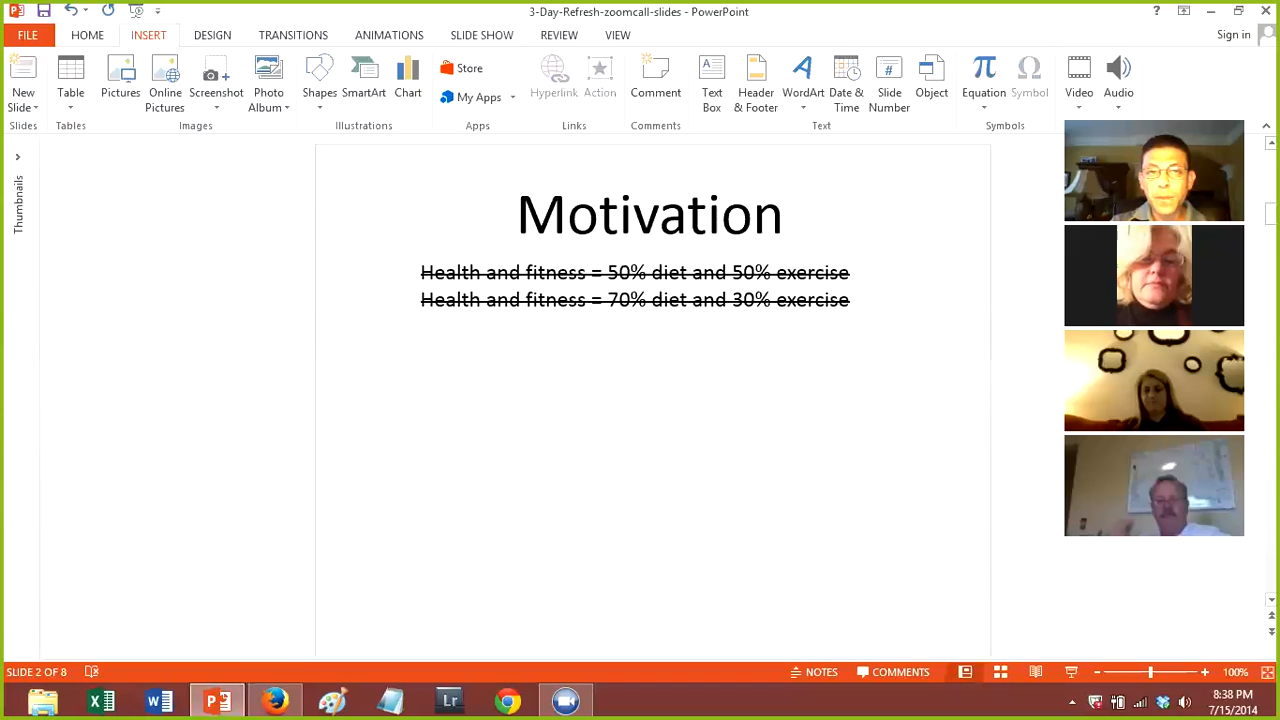 3-Day-Refresh-zoomcall-slides - PowerPoint
FILE HOME INSERT DESIGN TRANSITIONS ANIMATIONS SLIDE SHOW REVIEW VIEW Sign in
New Slide Table Pictures Online Pictures Screenshot Photo Album Shapes SmartArt Chart Store My Apps Hyperlink Action Comment Text Box Header & Footer WordArt Date & Time Slide Number Object Equation Symbol Video Audio
Slides Tables Images Illustrations Apps Links Comments Text Symbols
Thumbnails
Motivation
Health and fitness = 50% diet and 50% exercise
Health and fitness = 70% diet and 30% exercise
SLIDE 2 OF 8 NOTES COMMENTS 100%
Lr
8:38 PM
7/15/2014